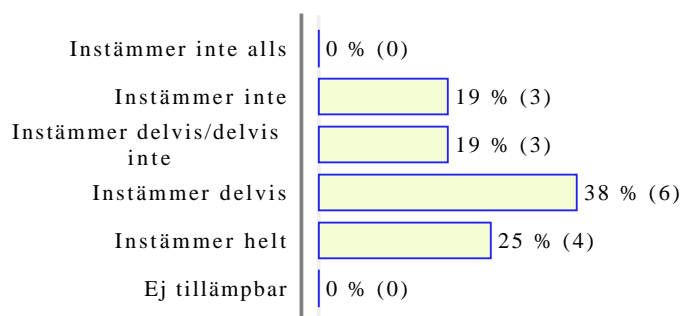 Instämmer inte alls 0 % (0)
Instämmer inte 19 % (3)
Instämmer delvis/delvis
inte 19 % (3)
Instämmer delvis 38 % (6)
Instämmer helt 25 % (4)
Ej tillämpbar 0 % (0)